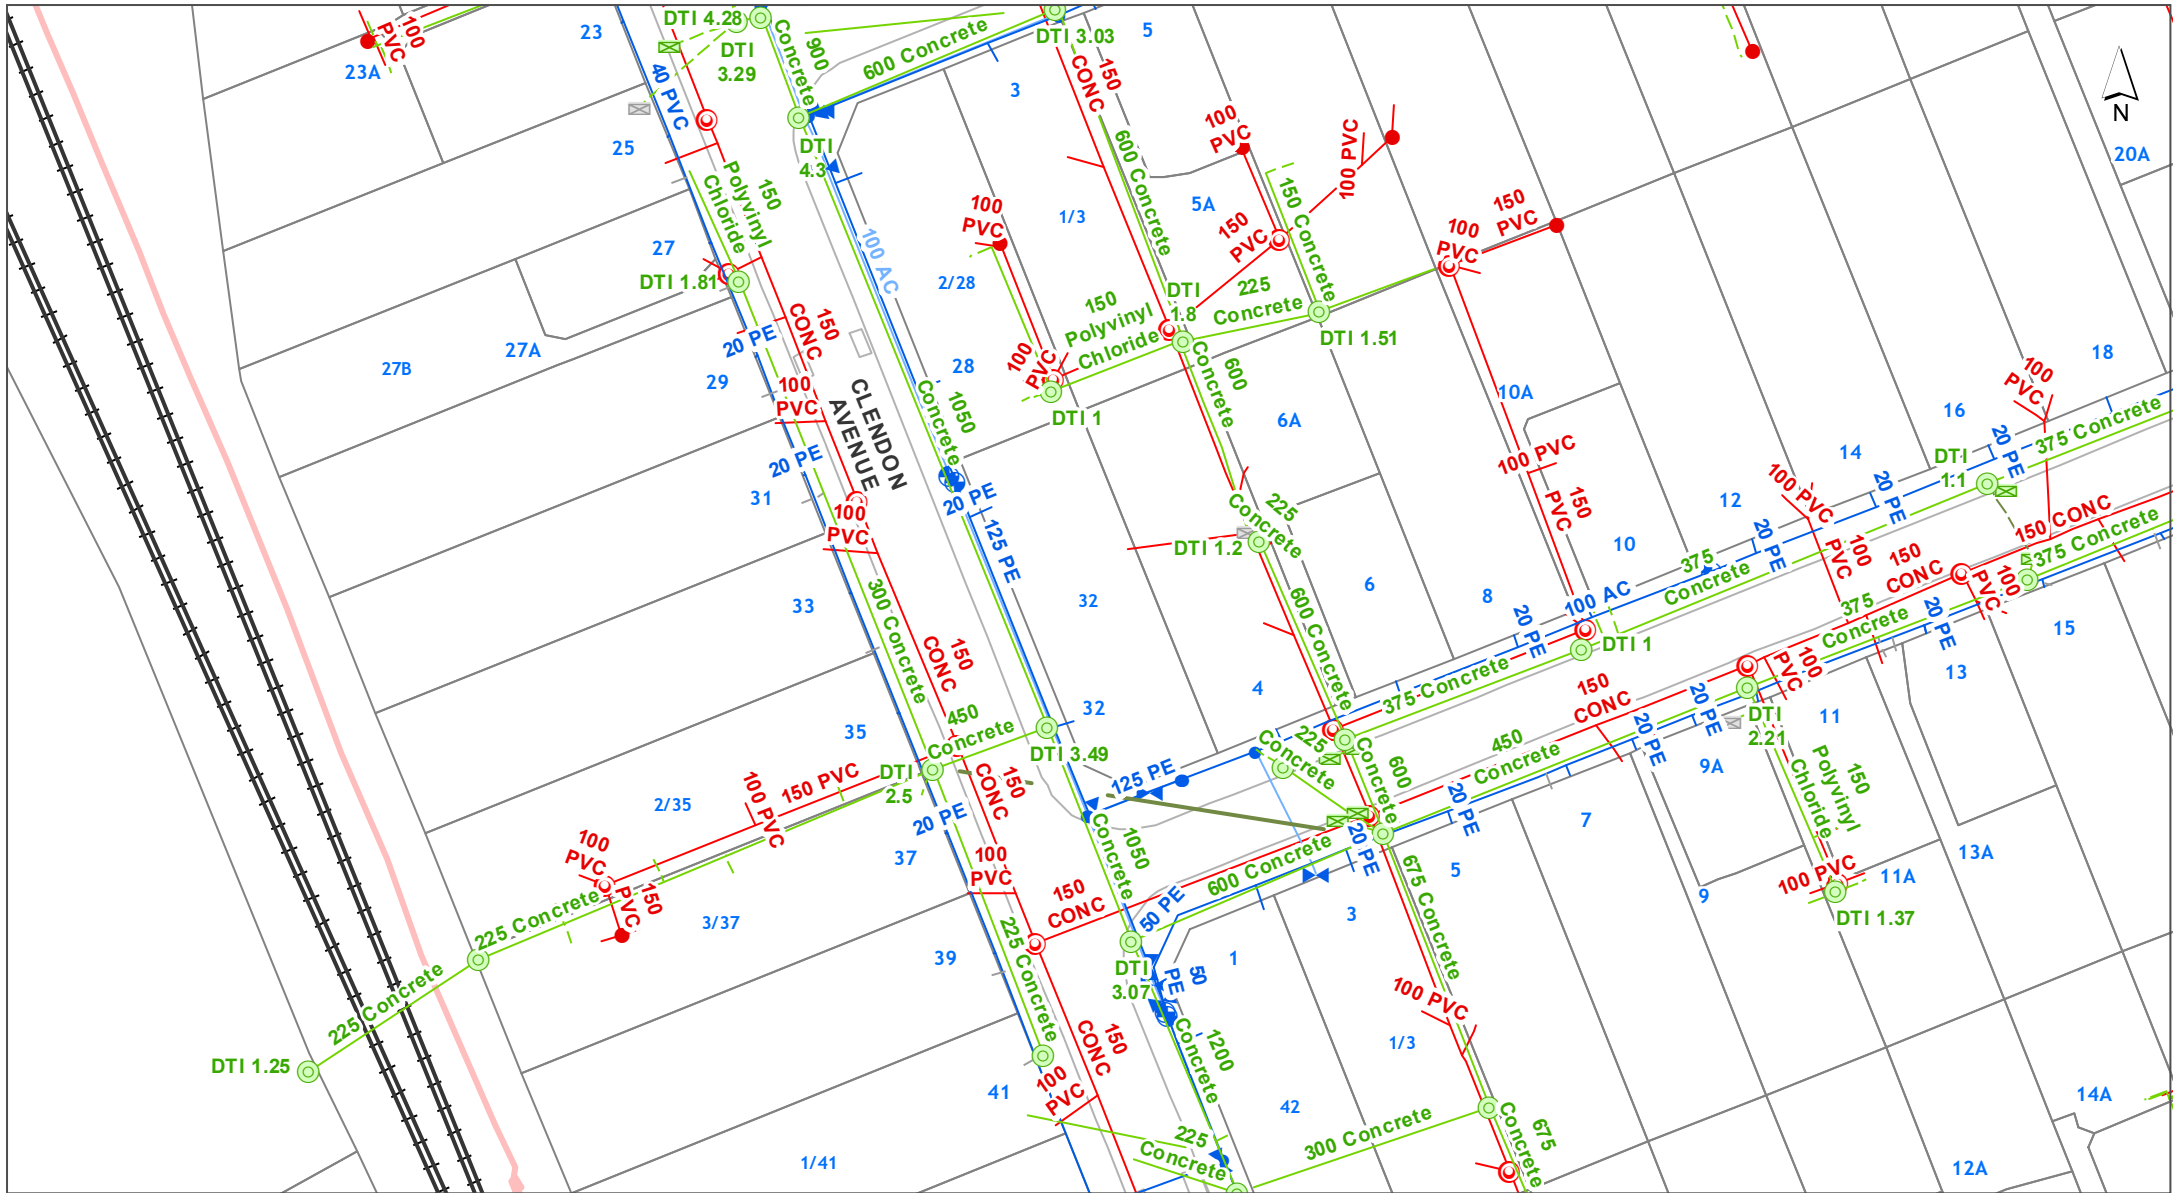 DTI 4.28
23
100
PVC
23A
DTI
3.29
Concrete
900
600 Concrete
DTI 3.03
5
N
40 PVC
3
150
CONC
25
DTI
4.3
100
PVC
100 PVC
20A
Polyvinyl
Chloride
150
600 Concrete
1/3
5A
150 Concrete
100
PVC
150
PVC
100
PVC
150
PVC
27
DTI 1.81
100 AC
2/28
DTI
1.8
225
Concrete
150
Polyvinyl
Chloride
DTI 1.51
150
CONC
20 PE
27A
27B
29
28
100
PVC
DTI 1
600
Concrete
6A
10A
18
100
PVC
16
100
PVC
CLENDON
AVENUE
Concrete
1050
20 PE
31
100
PVC
20 PE
125 PE
225
Concrete
DTI 1.2
100 PVC
150
PVC
14
12
DTI
1.1
20 PE
375 Concrete
20 PE
100 PVC
20 PE
10
150 CONC
375 Concrete
33
300 Concrete
32
600 Concrete
6
8
20 PE
100 AC
375
Concrete
100
PVC
150
CONC
100
PVC
DTI 1
375
Concrete
20 PE
15
150
CONC
35
450
Concrete
32
4
375 Concrete
150
CONC
20 PE
100
PVC
13
DTI 3.49
DTI
2.5
150
CONC
125 PE
225
Concrete
Concrete
600
450
Concrete
20 PE
9A
DTI
2.21
11
2/35
100 PVC
150 PVC
20 PE
100
PVC
150
PVC
37
100
PVC
Concrete
1050
600 Concrete
20 PE
20 PE
7
5
Polyvinyl
Chloride
150
13A
225 Concrete
3/37
150
CONC
50 PE
675 Concrete
3
9
100 PVC
11A
DTI 1.37
39
225 Concrete
DTI
3.07
50
PE
1
225 Concrete
DTI 1.25
150
CONC
100
PVC
41
Concrete
1200
100 PVC
1/3
42
300 Concrete
225
Concrete
675
Concrete
14A
12A
1/41